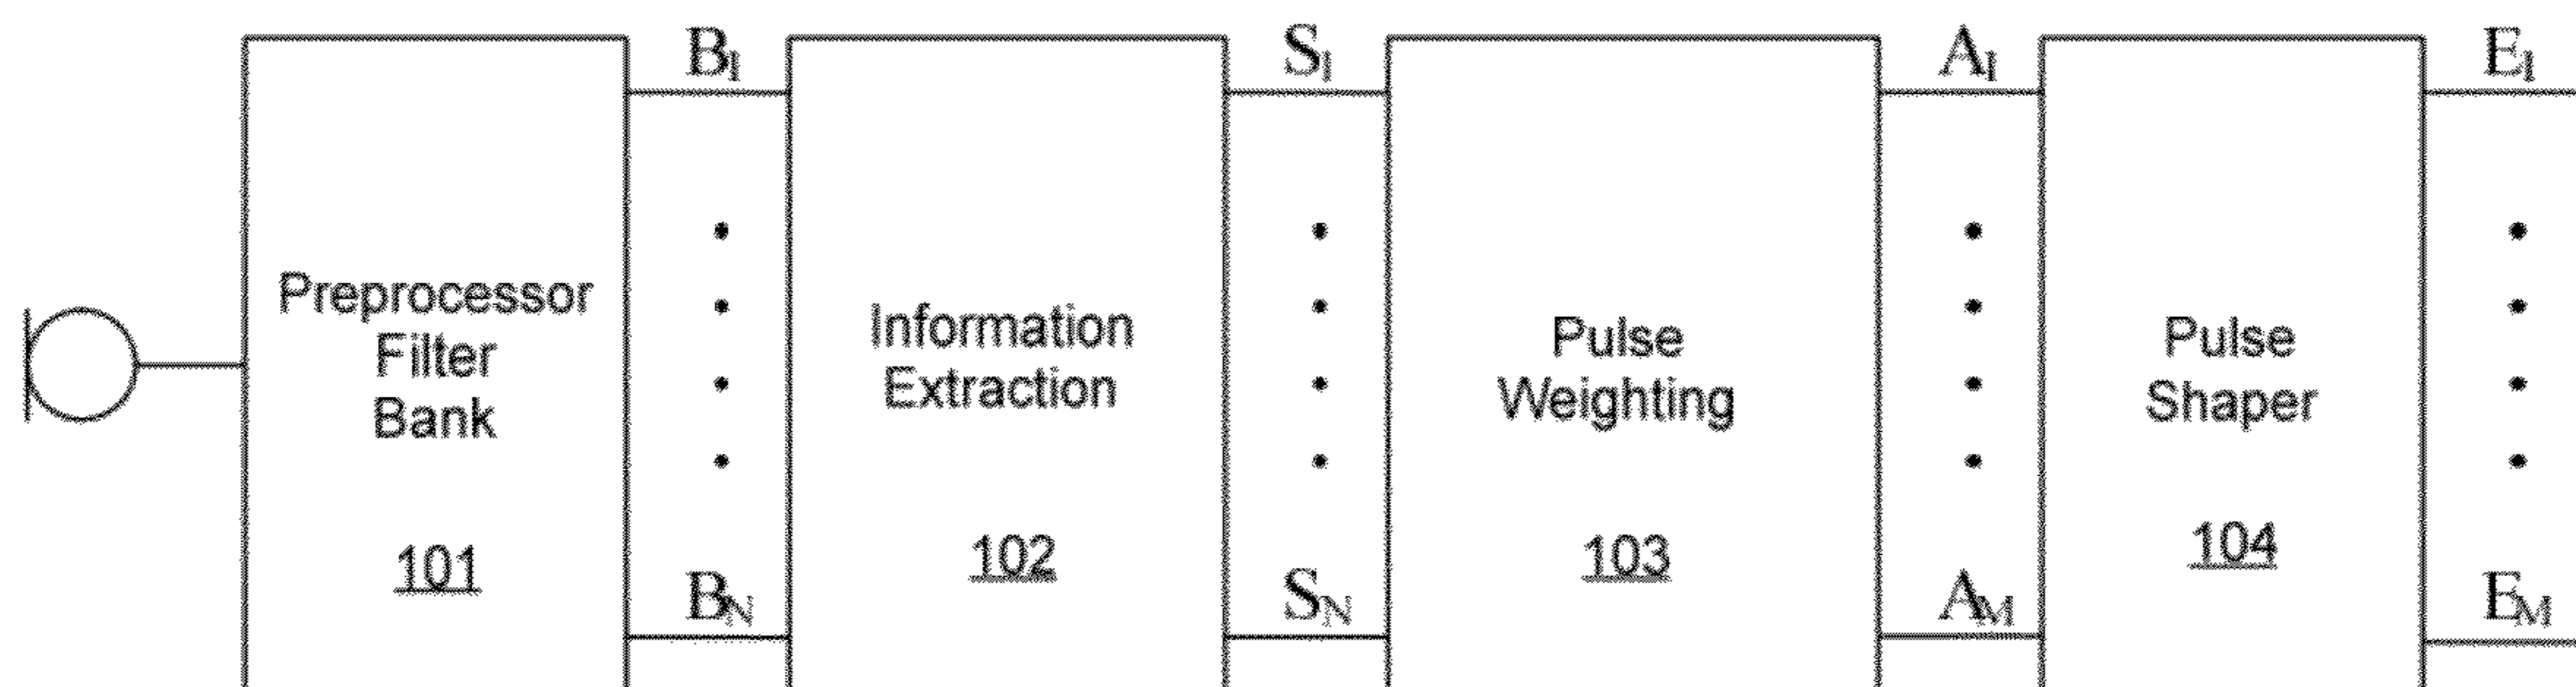 B1
S1
A1
E1
Preprocessor
Filter
Bank
101
Information
Extraction
102
Pulse
Weighting
103
Pulse
Shaper
104
BN
SN
AM
EM